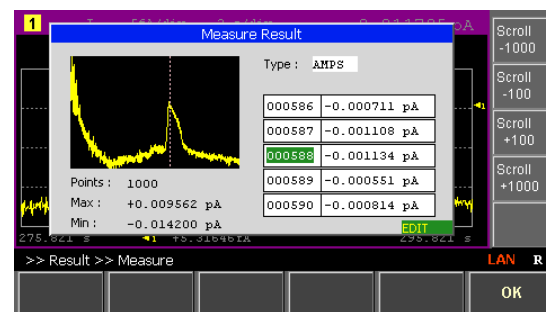 1
Measure Result
Scroll -1000
Scroll -100
Scroll +100
Scroll +1000
Type : AMPS
000586 -0.000711 pA
000587 -0.001108 pA
000588 -0.001134 pA
000589 -0.000551 pA
000590 -0.000814 pA
Points : 1000
Max : +0.009562 pA
Min : -0.014200 pA
EDIT
275.821 s
295.821 s
>> Result >> Measure
LAN R
OK